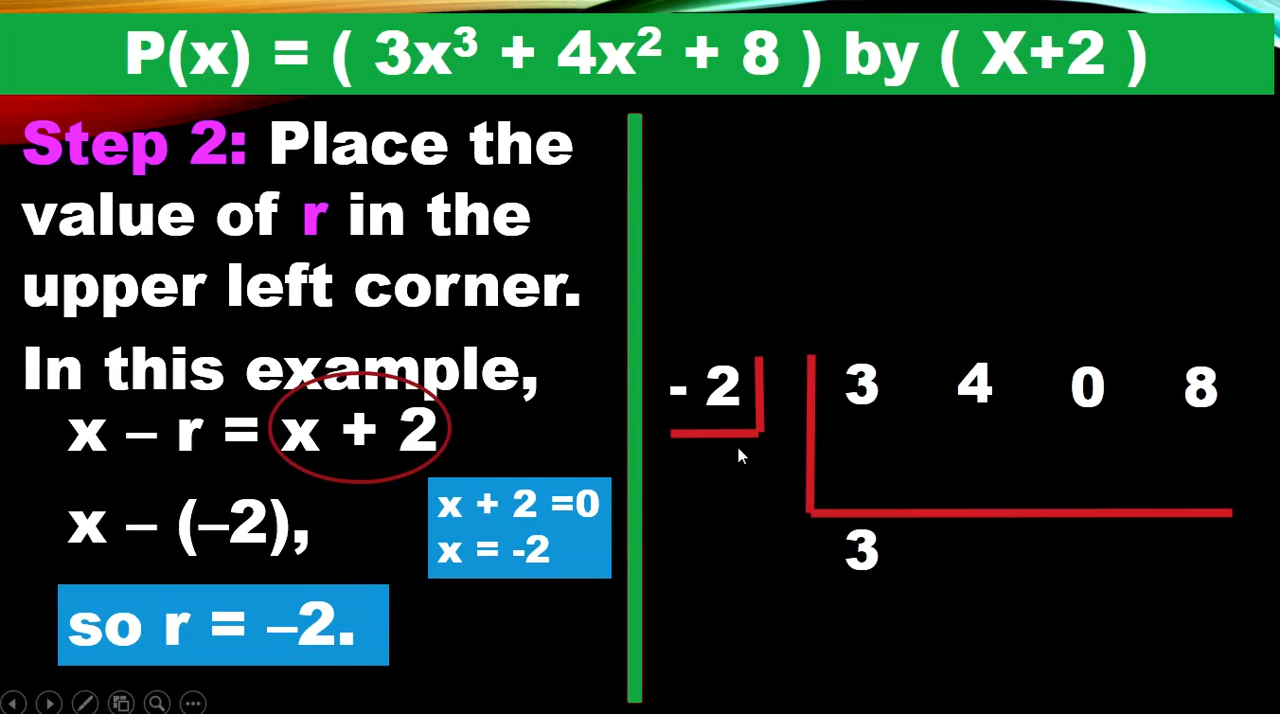 P(x) = ( 3x³ + 4x² + 8 ) by ( X+2 )
Step 2: Place the
value of r in the
upper left corner.
In this example,
x – r = x + 2
x – (–2),
x + 2 =0
x = -2
so r = –2.
- 2 3 4 0 8
3